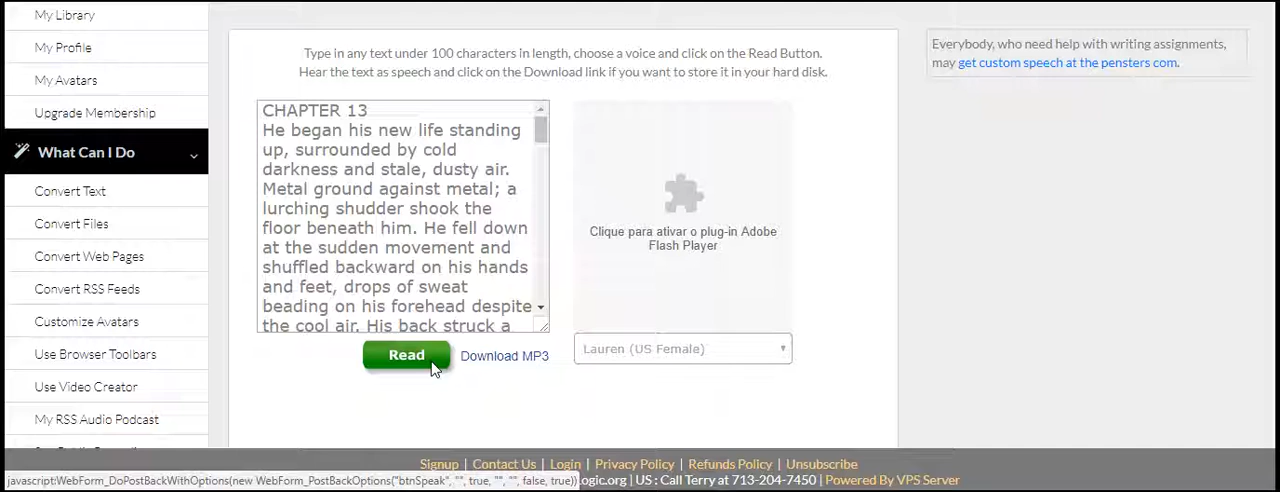 My Library
My Profile
My Avatars
Upgrade Membership
What Can I Do
Convert Text
Convert Files
Convert Web Pages
Convert RSS Feeds
Customize Avatars
Use Browser Toolbars
Use Video Creator
My RSS Audio Podcast
Type in any text under 100 characters in length, choose a voice and click on the Read Button.
Hear the text as speech and click on the Download link if you want to store it in your hard disk.
CHAPTER 13
He began his new life standing
up, surrounded by cold
darkness and stale, dusty air.
Metal ground against metal; a
lurching shudder shook the
floor beneath him. He fell down
at the sudden movement and
shuffled backward on his hands
and feet, drops of sweat
beading on his forehead despite
the cool air. His back struck a
Clique para ativar o plug-in Adobe
Flash Player
Lauren (US Female)
Read
Download MP3
Everybody, who need help with writing assignments,
may get custom speech at the pensters com.
Signup | Contact Us | Login | Privacy Policy | Refunds Policy | Unsubscribe
ogic.org | US : Call Terry at 713-204-7450 | Powered By VPS Server
javascript:WebForm_DoPostBackWithOptions(new WebForm_PostBackOptions("btnSpeak", "", true, "", "", false, true))